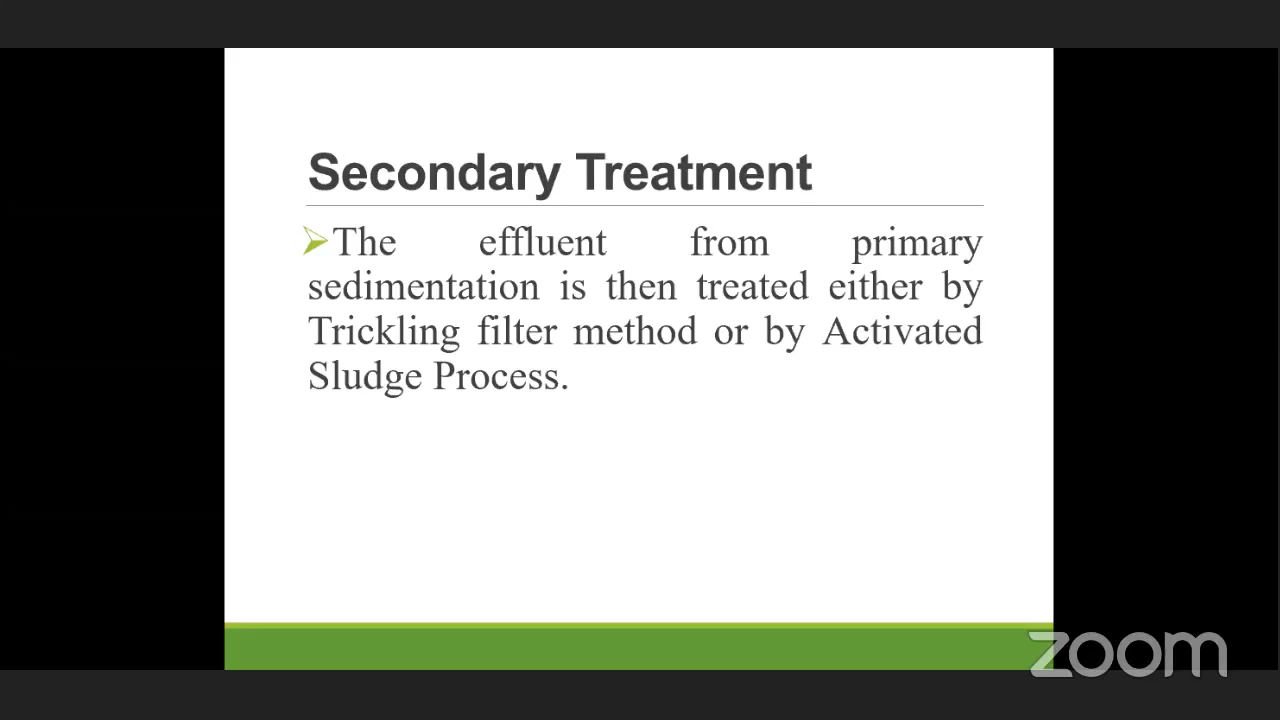 Secondary Treatment
The effluent from primary
sedimentation is then treated either by
Trickling filter method or by Activated
Sludge Process.
zoom